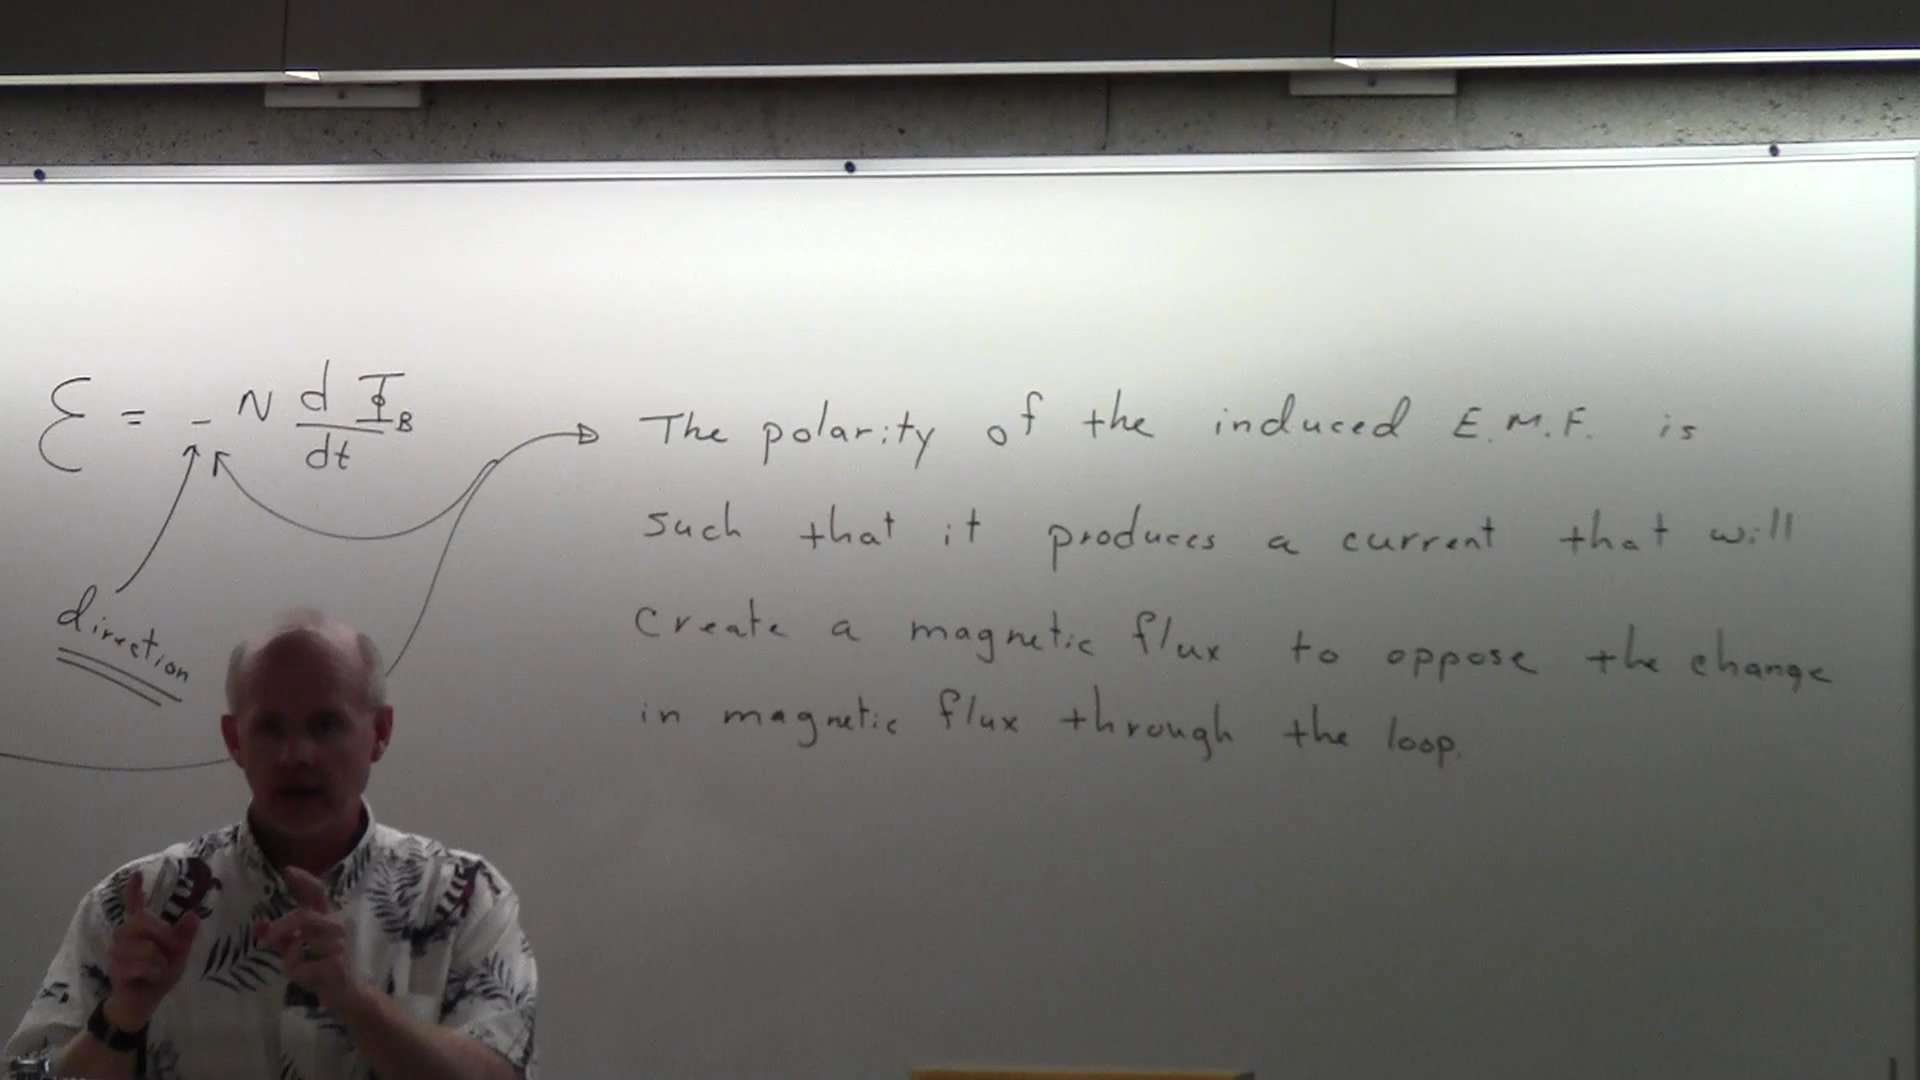 Ɛ = - N dΦ_B/dt
direction
The polarity of the induced E.M.F. is
such that it produces a current that will
create a magnetic flux to oppose the change
in magnetic flux through the loop.